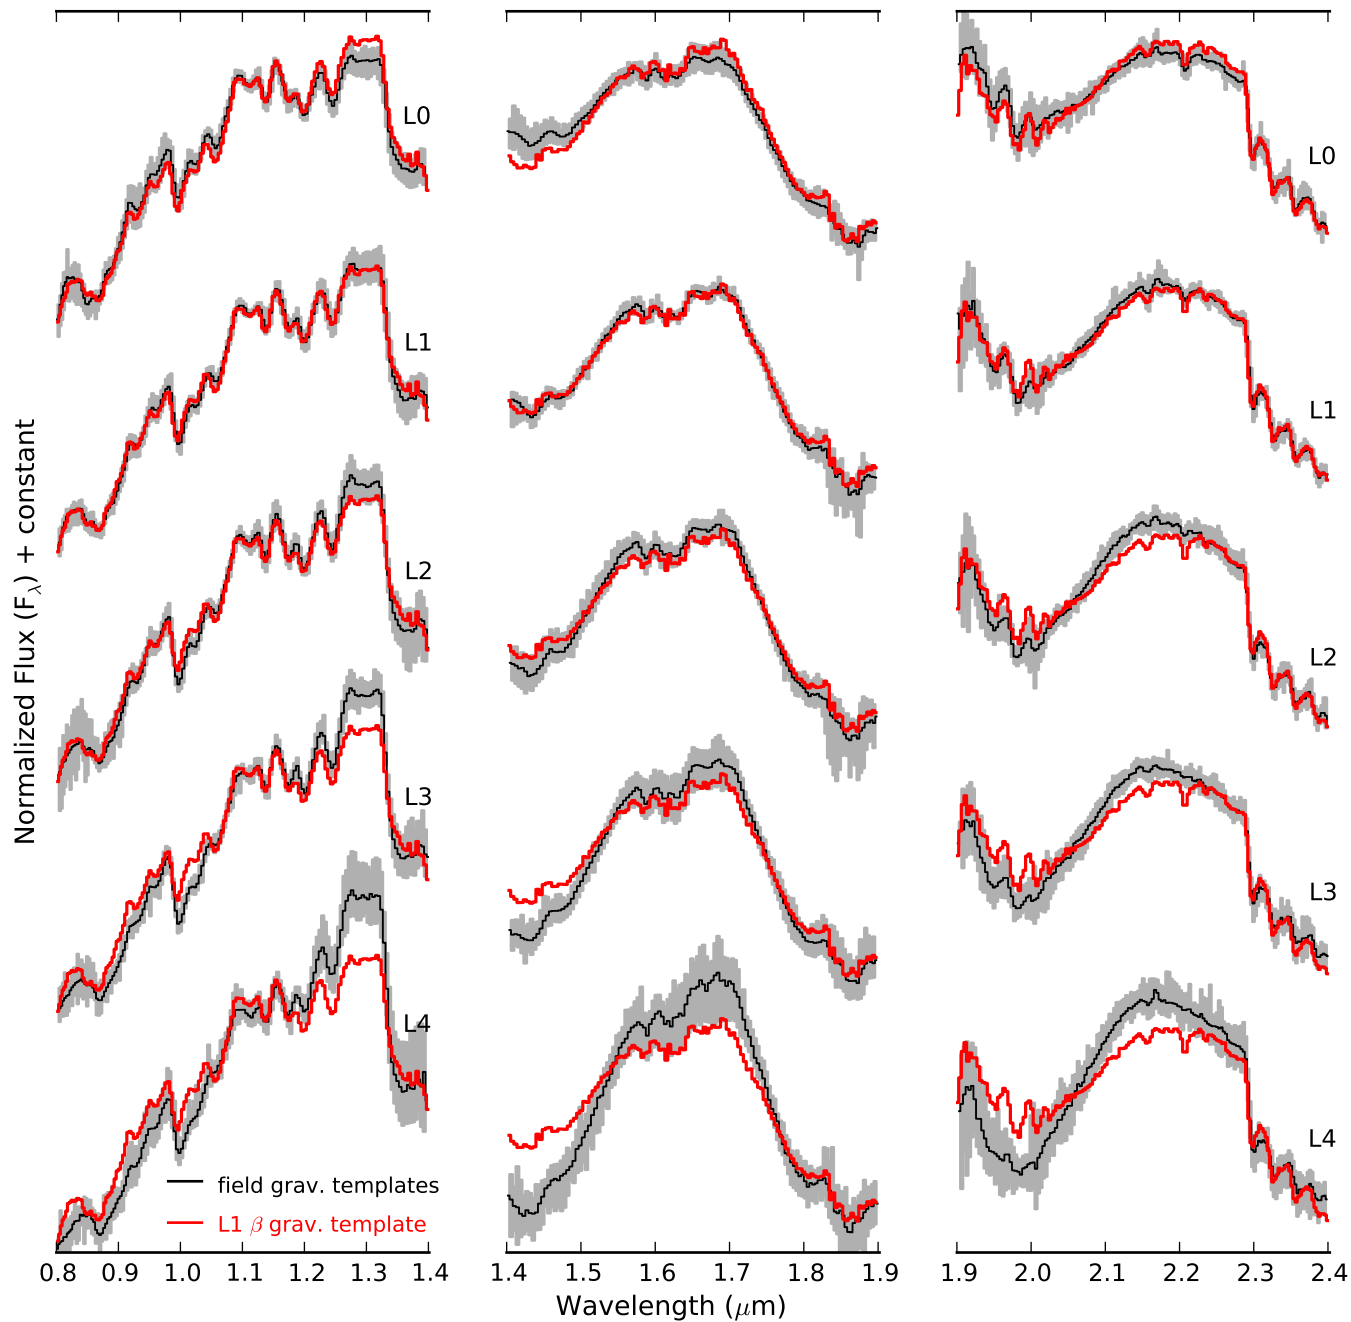 L0
L0
L1
L1
L2
L2
L3
L3
L4
L4
Normalized Flux (Fλ) + constant
field grav. templates
L1 β grav. template
0.8 0.9 1.0 1.1 1.2 1.3 1.4
1.4 1.5 1.6 1.7 1.8 1.9
1.9 2.0 2.1 2.2 2.3 2.4
Wavelength (μm)